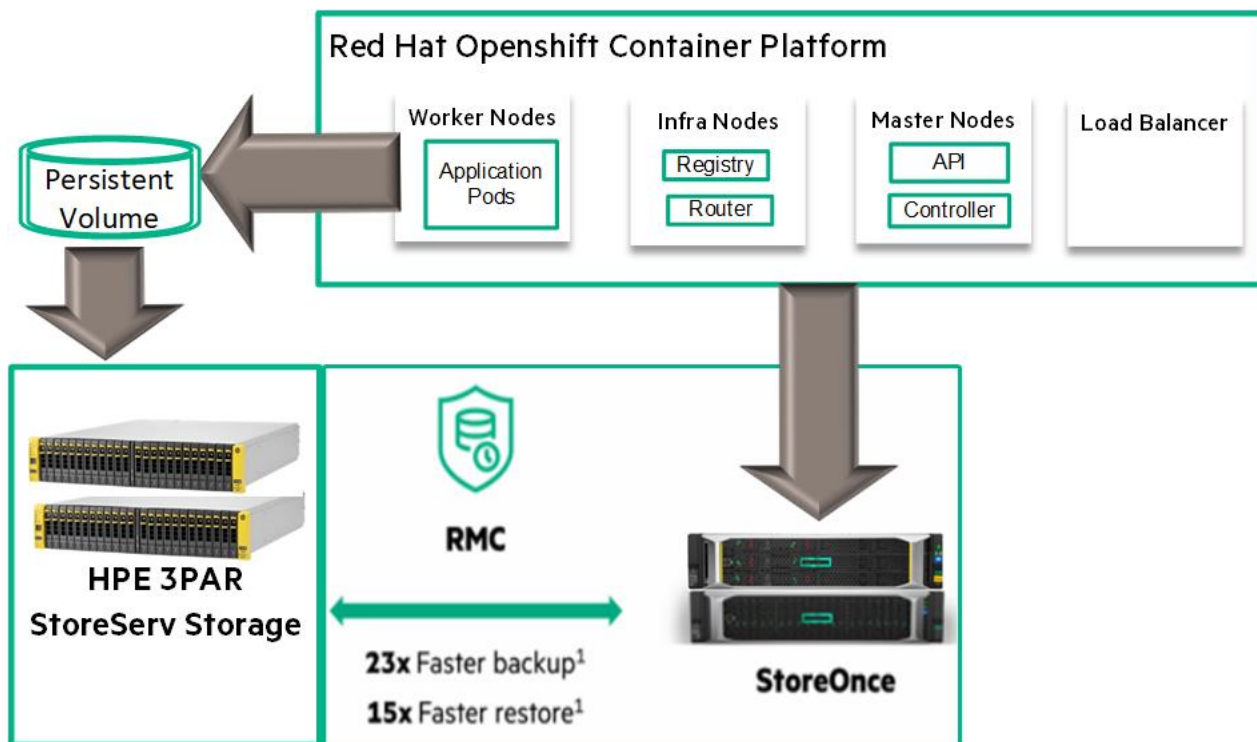 Red Hat Openshift Container Platform
Worker Nodes
Application
Pods
Infra Nodes
Registry
Router
Master Nodes
API
Controller
Load Balancer
Persistent
Volume
HPE 3PAR
StoreServ Storage
RMC
23x Faster backup¹
15x Faster restore¹
StoreOnce